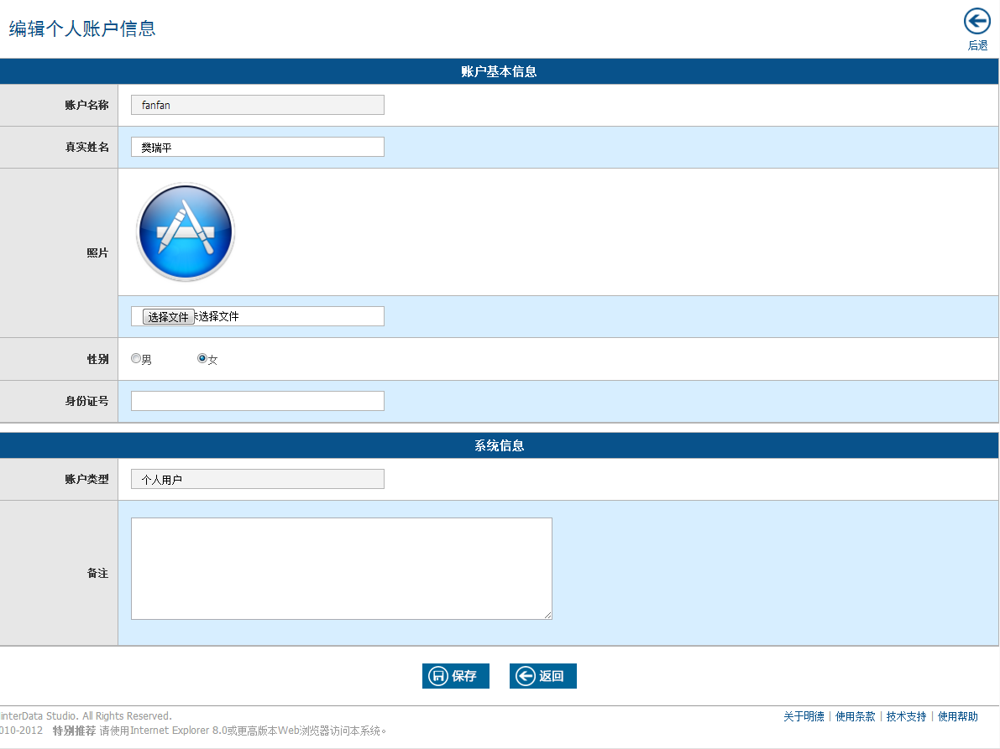 编辑个人账户信息
后退
账户基本信息
账户名称 fanfan
真实姓名 樊瑞平
照片
选择文件 未选择文件
性别 男 女
身份证号
系统信息
账户类型 个人用户
备注
保存 返回
interData Studio. All Rights Reserved.
关于明德 | 使用条款 | 技术支持 | 使用帮助
010-2012 特别推荐 请使用Internet Explorer 8.0或更高版本Web浏览器访问本系统。